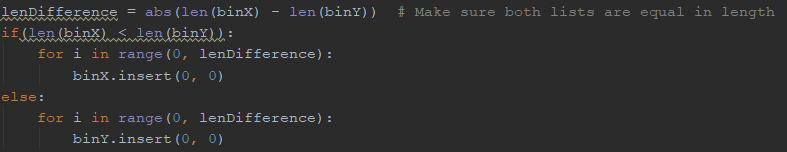 lenDifference = abs(len(binX) - len(binY))  # Make sure both lists are equal in length
if(len(binX) < len(binY)):
    for i in range(0, lenDifference):
        binX.insert(0, 0)
else:
    for i in range(0, lenDifference):
        binY.insert(0, 0)